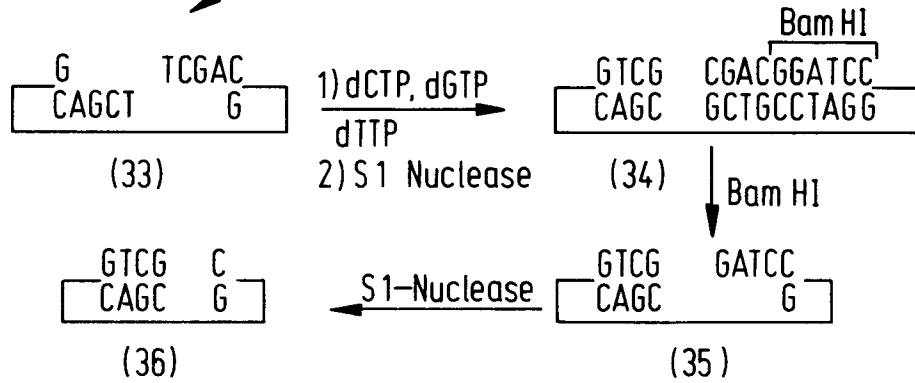 Bam HI
G TCGAC
CAGCT G
(33)
1) dCTP, dGTP
dTTP
2) S1 Nuclease
GTCG CGACGGATCC
CAGC GCTGCCTAGG
(34)
Bam HI
GTCG C
CAGC G
(36)
S1-Nuclease
GTCG GATCC
CAGC G
(35)